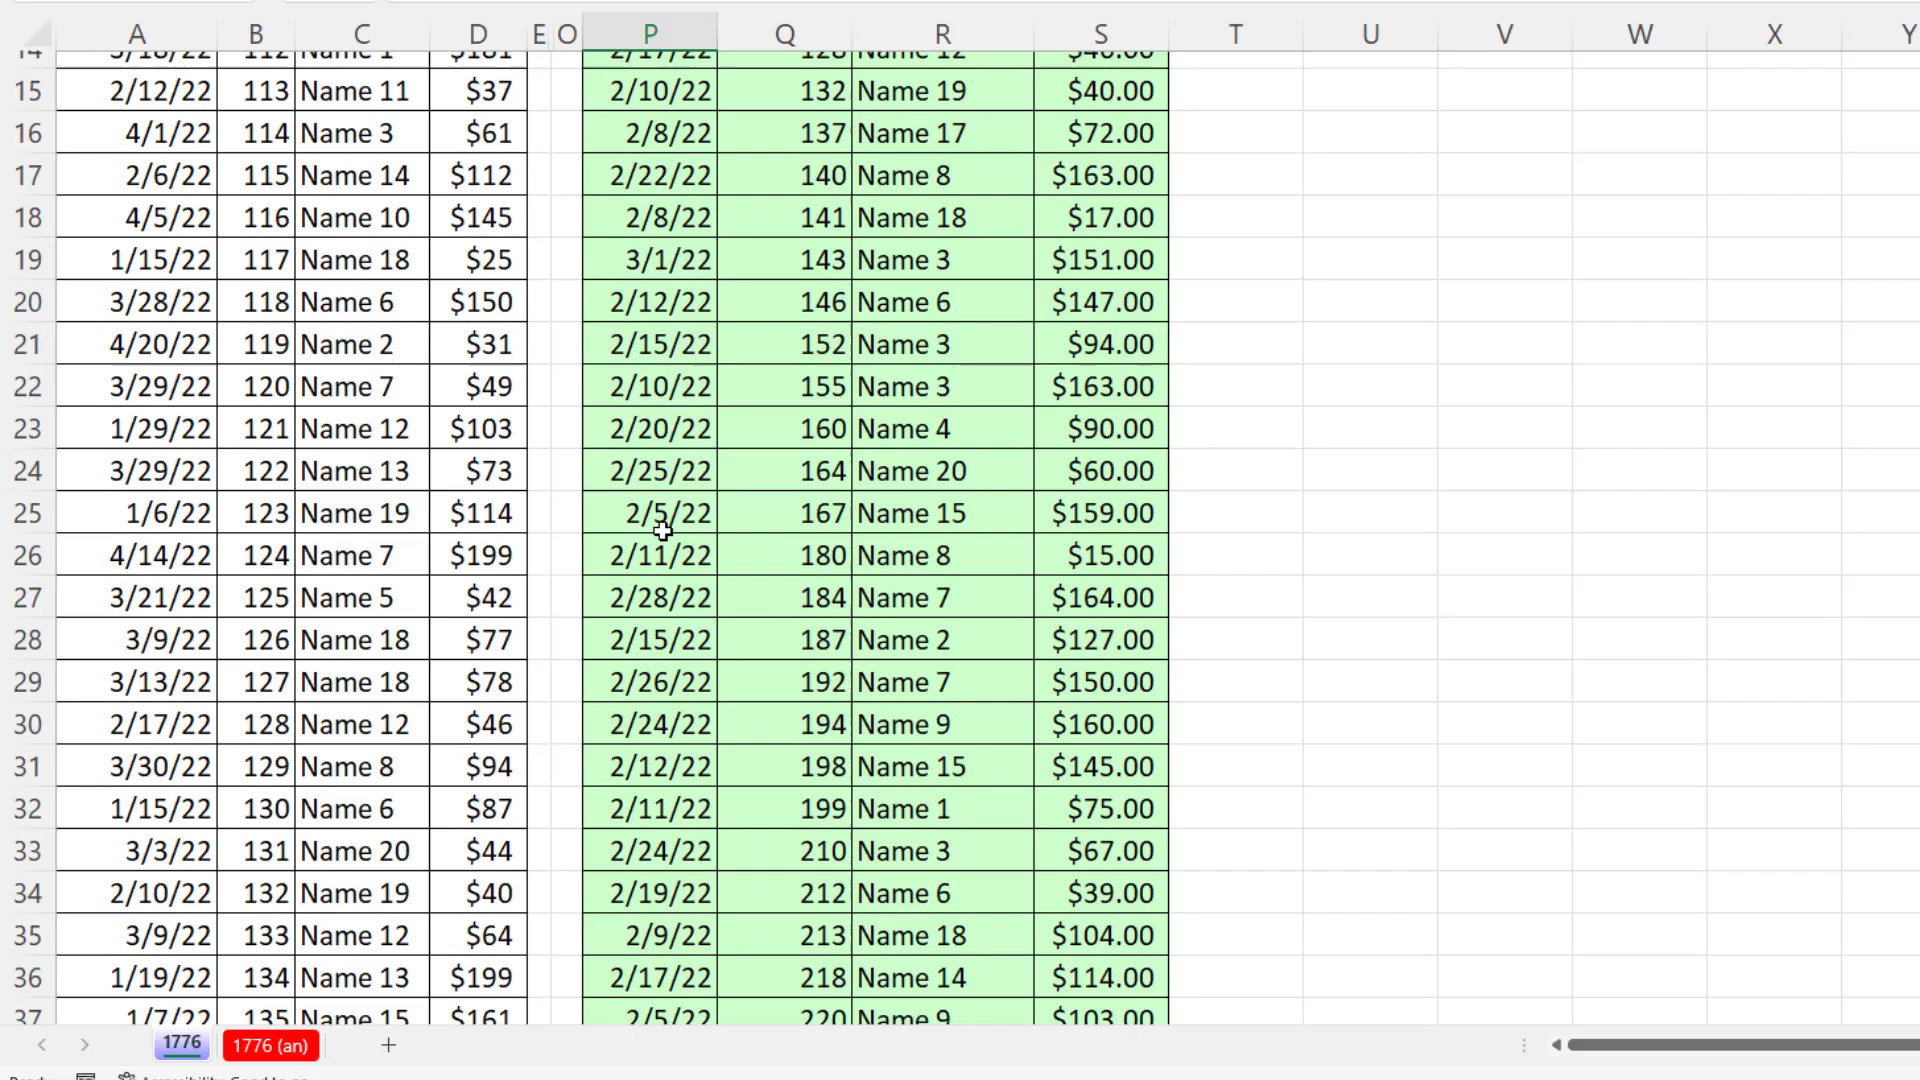 A B C D E O P Q R S T U V W X Y
14 3/18/22 112 Name 1 $181 2/17/22 128 Name 12 $46.00
15 2/12/22 113 Name 11 $37 2/10/22 132 Name 19 $40.00
16 4/1/22 114 Name 3 $61 2/8/22 137 Name 17 $72.00
17 2/6/22 115 Name 14 $112 2/22/22 140 Name 8 $163.00
18 4/5/22 116 Name 10 $145 2/8/22 141 Name 18 $17.00
19 1/15/22 117 Name 18 $25 3/1/22 143 Name 3 $151.00
20 3/28/22 118 Name 6 $150 2/12/22 146 Name 6 $147.00
21 4/20/22 119 Name 2 $31 2/15/22 152 Name 3 $94.00
22 3/29/22 120 Name 7 $49 2/10/22 155 Name 3 $163.00
23 1/29/22 121 Name 12 $103 2/20/22 160 Name 4 $90.00
24 3/29/22 122 Name 13 $73 2/25/22 164 Name 20 $60.00
25 1/6/22 123 Name 19 $114 2/5/22 167 Name 15 $159.00
26 4/14/22 124 Name 7 $199 2/11/22 180 Name 8 $15.00
27 3/21/22 125 Name 5 $42 2/28/22 184 Name 7 $164.00
28 3/9/22 126 Name 18 $77 2/15/22 187 Name 2 $127.00
29 3/13/22 127 Name 18 $78 2/26/22 192 Name 7 $150.00
30 2/17/22 128 Name 12 $46 2/24/22 194 Name 9 $160.00
31 3/30/22 129 Name 8 $94 2/12/22 198 Name 15 $145.00
32 1/15/22 130 Name 6 $87 2/11/22 199 Name 1 $75.00
33 3/3/22 131 Name 20 $44 2/24/22 210 Name 3 $67.00
34 2/10/22 132 Name 19 $40 2/19/22 212 Name 6 $39.00
35 3/9/22 133 Name 12 $64 2/9/22 213 Name 18 $104.00
36 1/19/22 134 Name 13 $199 2/17/22 218 Name 14 $114.00
37 1/7/22 135 Name 15 $161 2/5/22 220 Name 9 $103.00
1776 1776 (an)
Ready Accessibility: Good to go